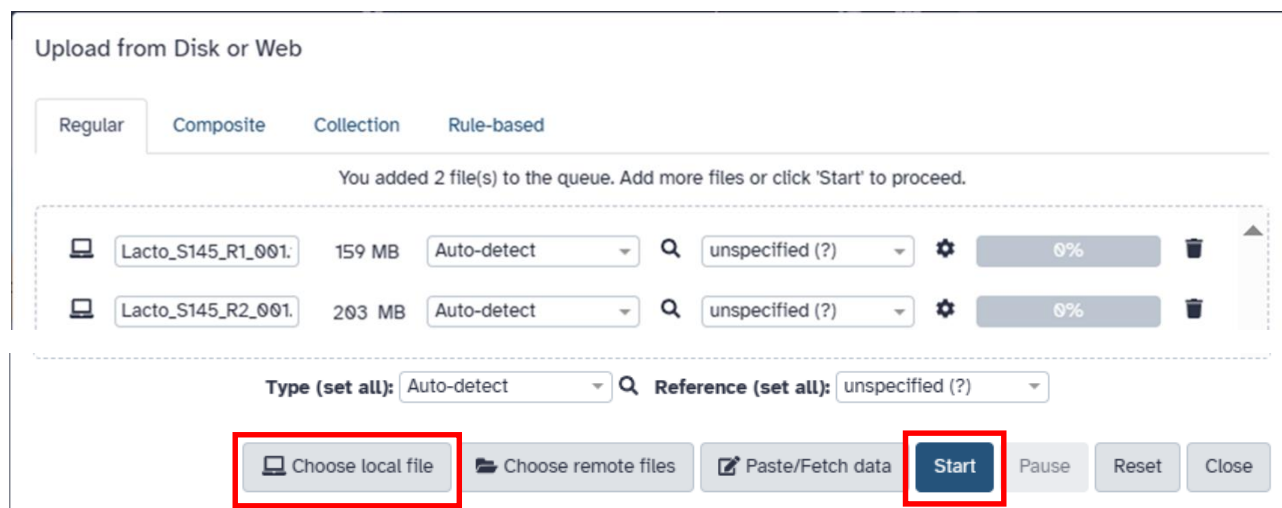 Upload from Disk or Web
Regular Composite Collection Rule-based
You added 2 file(s) to the queue. Add more files or click 'Start' to proceed.
Lacto_S145_R1_001. 159 MB Auto-detect unspecified (?) 0%
Lacto_S145_R2_001. 203 MB Auto-detect unspecified (?) 0%
Type (set all): Auto-detect Reference (set all): unspecified (?)
Choose local file Choose remote files Paste/Fetch data Start Pause Reset Close